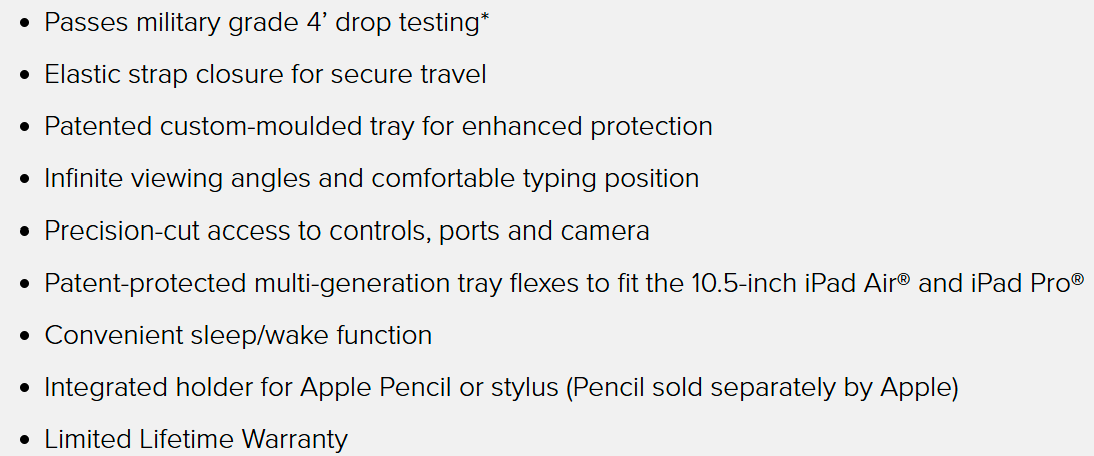 • Passes military grade 4’ drop testing*
• Elastic strap closure for secure travel
• Patented custom-moulded tray for enhanced protection
• Infinite viewing angles and comfortable typing position
• Precision-cut access to controls, ports and camera
• Patent-protected multi-generation tray flexes to fit the 10.5-inch iPad Air® and iPad Pro®
• Convenient sleep/wake function
• Integrated holder for Apple Pencil or stylus (Pencil sold separately by Apple)
• Limited Lifetime Warranty